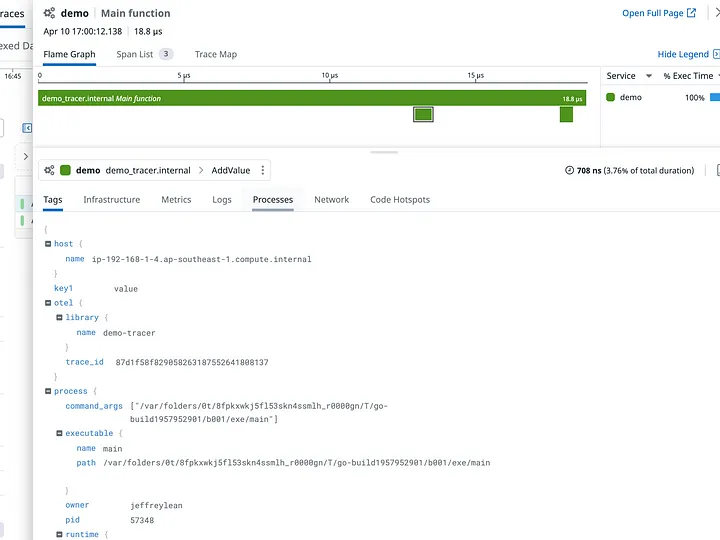 races
exed Da
16:45
demo Main function
Open Full Page
Apr 10 17:00:12.138 18.8 µs
Flame Graph Span List 3 Trace Map
Hide Legend
0 5 µs 10 µs 15 µs
Service % Exec Time
demo_tracer.internal Main function 18.8 µs
demo 100%
demo demo_tracer.internal > AddValue
708 ns (3.76% of total duration)
Tags Infrastructure Metrics Logs Processes Network Code Hotspots
{
host {
name ip-192-168-1-4.ap-southeast-1.compute.internal
}
key1 value
otel {
library {
name demo-tracer
}
trace_id 87d1f58f829058263187552641808137
}
process {
command_args ["/var/folders/0t/8fpkxwkj5fl53skn4ssmlh_r0000gn/T/go-
build1957952901/b001/exe/main"]
executable {
name main
path /var/folders/0t/8fpkxwkj5fl53skn4ssmlh_r0000gn/T/go-build1957952901/b001/exe/main
}
owner jeffreylean
pid 57348
runtime {